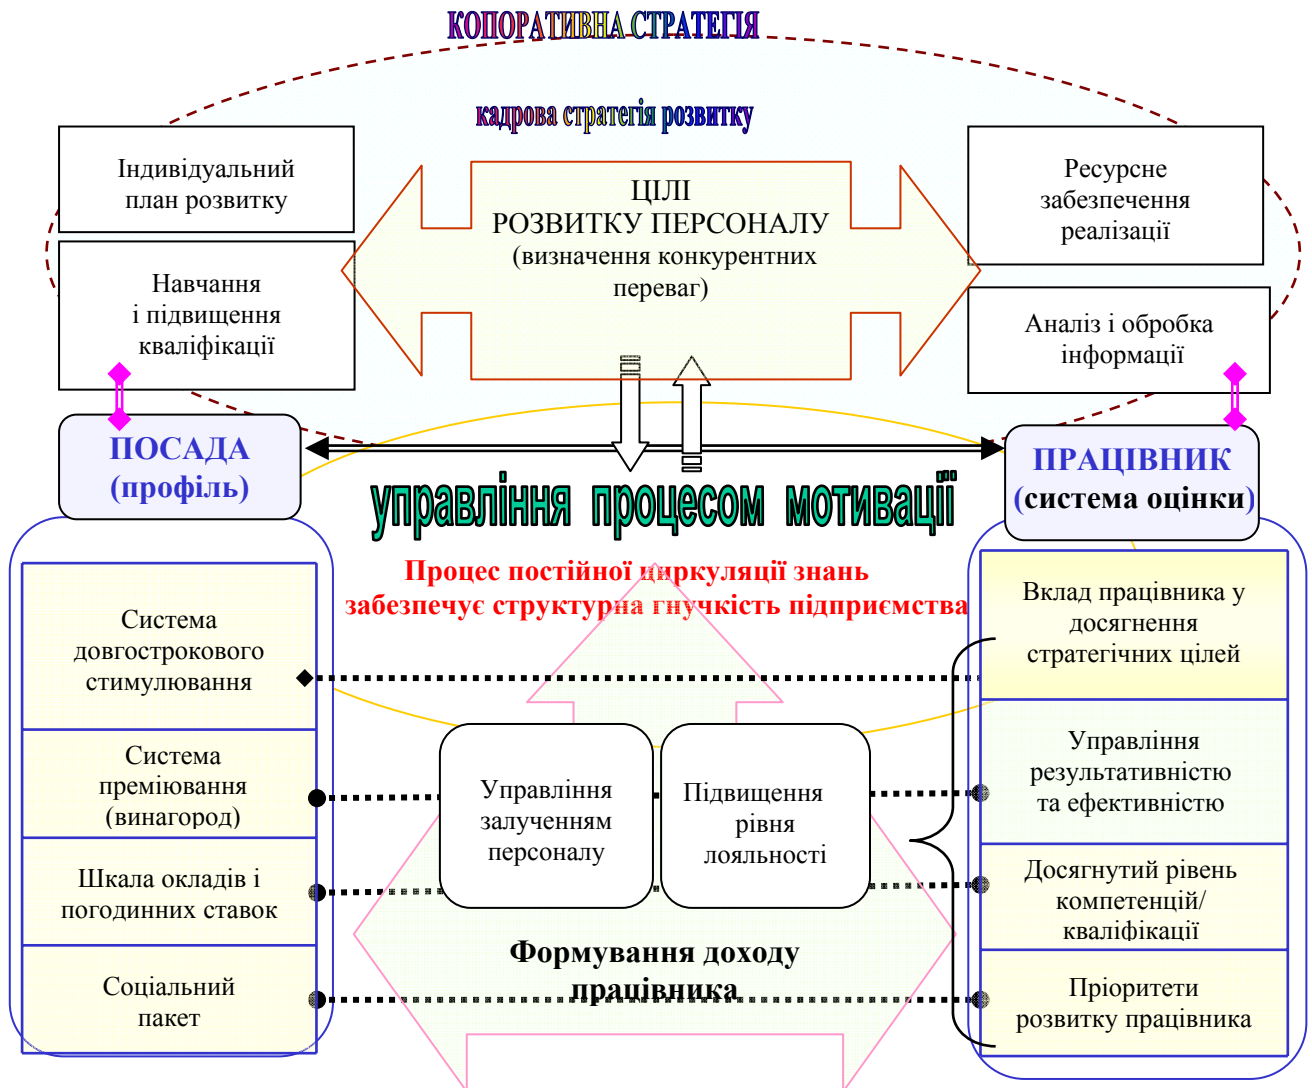 КОПОРАТИВНА СТРАТЕГІЯ
кадрова стратегія розвитку
Індивідуальний
план розвитку
Навчання
і підвищення
кваліфікації
ЦІЛІ
РОЗВИТКУ ПЕРСОНАЛУ
(визначення конкурентних
переваг)
Ресурсне
забезпечення
реалізації
Аналіз і обробка
інформації
ПОСАДА
(профіль)
ПРАЦІВНИК
(система оцінки)
управління процесом мотивації
Процес постійної циркуляції знань
забезпечує структурна гнучкість підприємства
Система
довгострокового
стимулювання
Система
преміювання
(винагород)
Шкала окладів і
погодинних ставок
Соціальний
пакет
Управління
залученням
персоналу
Підвищення
рівня
лояльності
Формування доходу
працівника
Вклад працівника у
досягнення
стратегічних цілей
Управління
результативністю
та ефективністю
Досягнутий рівень
компетенцій/
кваліфікації
Пріоритети
розвитку працівника